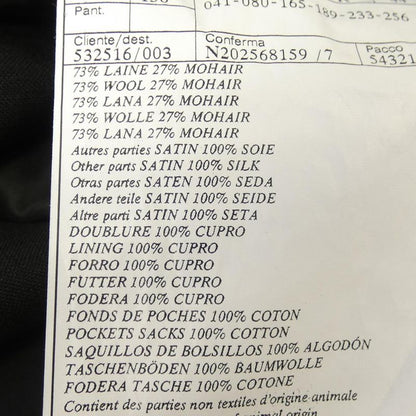 Pant.
041-080-165-189-233-256
Cliente/dest. Conferma Pacco
532516/003 N202568159 /7 54321
73% LAINE 27% MOHAIR
73% WOOL 27% MOHAIR
73% LANA 27% MOHAIR
73% WOLLE 27% MOHAIR
73% LANA 27% MOHAIR
Autres parties SATIN 100% SOIE
Other parts SATIN 100% SILK
Otras partes SATEN 100% SEDA
Andere teile SATIN 100% SEIDE
Altre parti SATIN 100% SETA
DOUBLURE 100% CUPRO
LINING 100% CUPRO
FORRO 100% CUPRO
FUTTER 100% CUPRO
FODERA 100% CUPRO
FONDS DE POCHES 100% COTON
POCKETS SACKS 100% COTTON
SAQUILLOS DE BOLSILLOS 100% ALGODÓN
TASCHENBÖDEN 100% BAUMWOLLE
FODERA TASCHE 100% COTONE
Contient des parties non textiles d'origine animale
animal origin